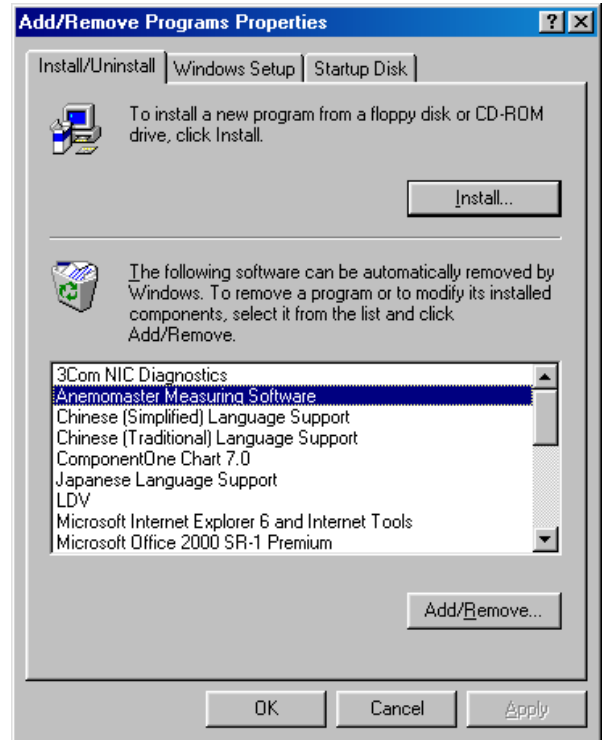 Add/Remove Programs Properties
Install/Uninstall
Windows Setup
Startup Disk
To install a new program from a floppy disk or CD-ROM
drive, click Install.
Install...
The following software can be automatically removed by
Windows. To remove a program or to modify its installed
components, select it from the list and click
Add/Remove.
3Com NIC Diagnostics
Anemomaster Measuring Software
Chinese (Simplified) Language Support
Chinese (Traditional) Language Support
ComponentOne Chart 7.0
Japanese Language Support
LDV
Microsoft Internet Explorer 6 and Internet Tools
Microsoft Office 2000 SR-1 Premium
Add/Remove...
OK
Cancel
Apply